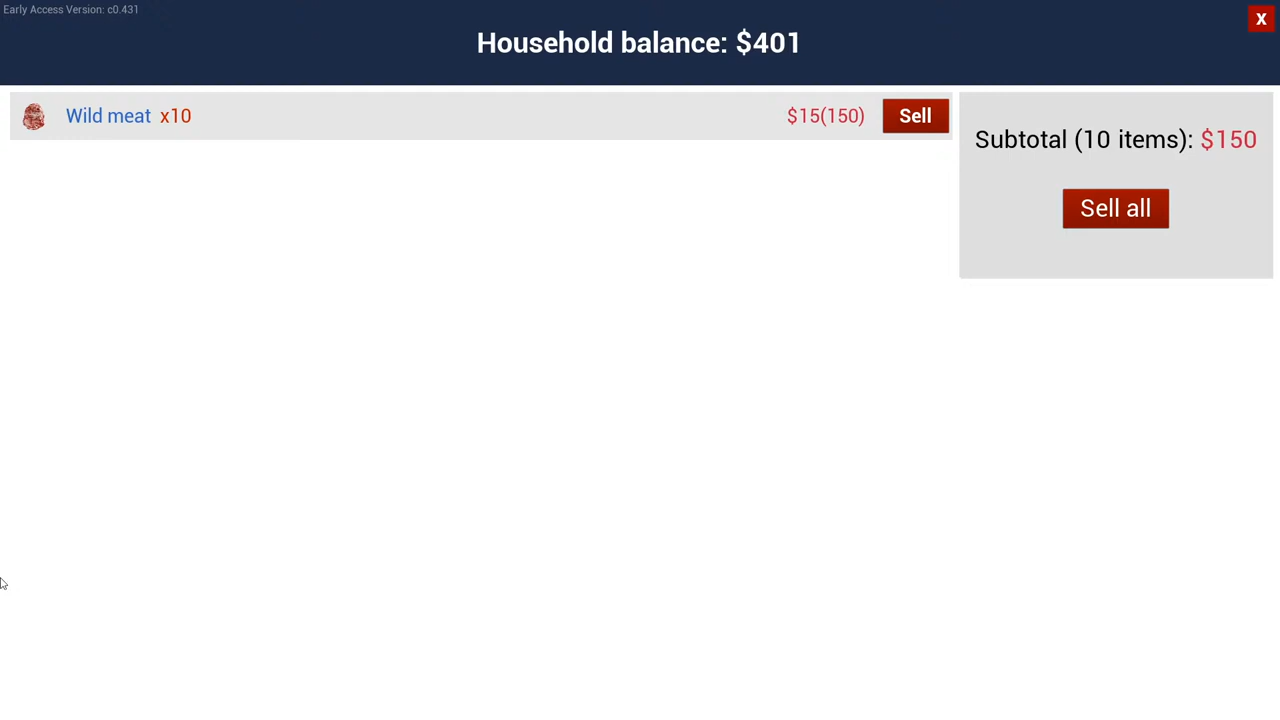 Early Access Version: c0.431
Household balance: $401
X
Wild meat x10 $15(150) Sell
Subtotal (10 items): $150
Sell all